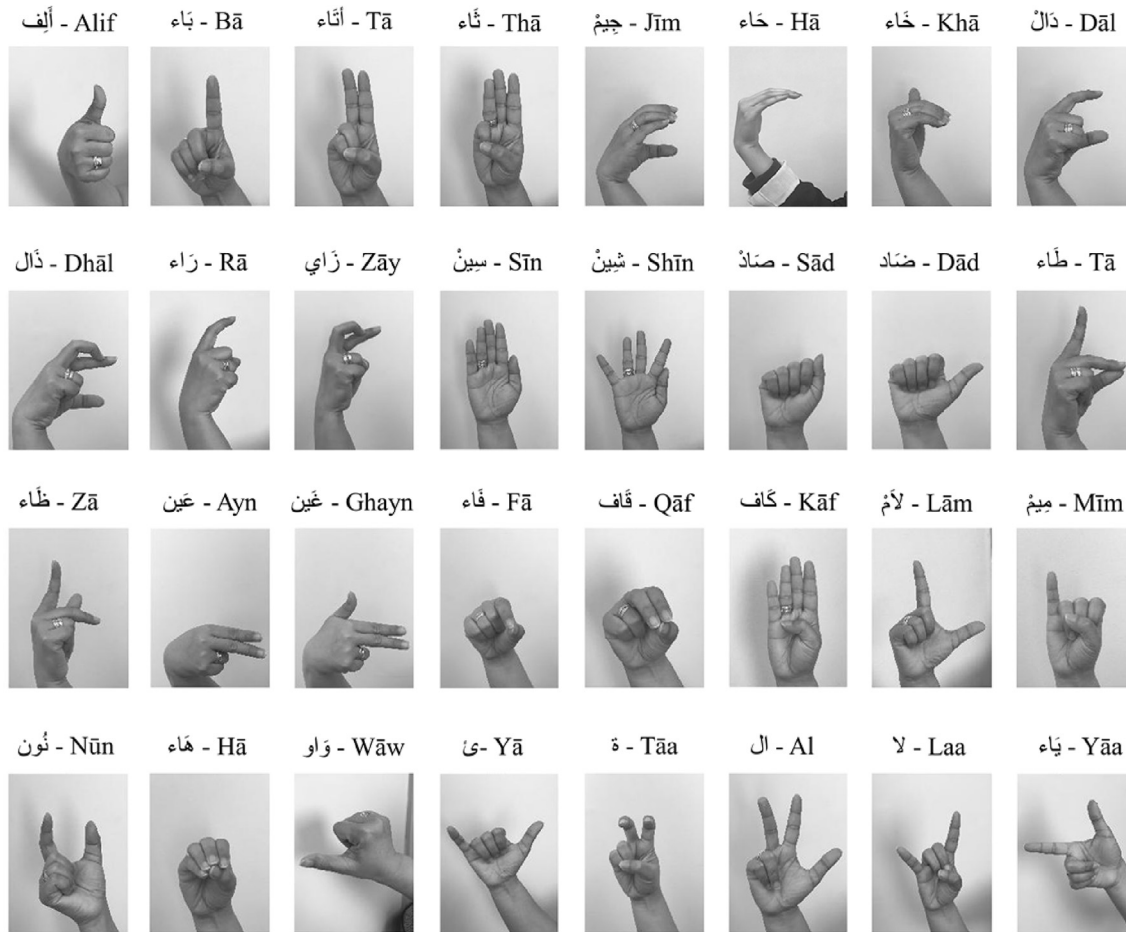 أَلِف - Alif
بَاء - Bā
أتَاء - Tā
ثَاء - Thā
جِيمْ - Jīm
حَاء - Hā
خَاء - Khā
دَالْ - Dāl
ذَال - Dhāl
رَاء - Rā
زَاي - Zāy
سِينْ - Sīn
شِينْ - Shīn
صَادْ - Sād
ضَاد - Dād
طَاء - Tā
ظَاء - Zā
عَين - Ayn
غَين - Ghayn
فَاء - Fā
قَاف - Qāf
كَاف - Kāf
لاَمْ - Lām
مِيمْ - Mīm
نُون - Nūn
هَاء - Hā
وَاو - Wāw
ئ- Yā
ة - Tāa
ال - Al
لا - Laa
يَاء - Yāa